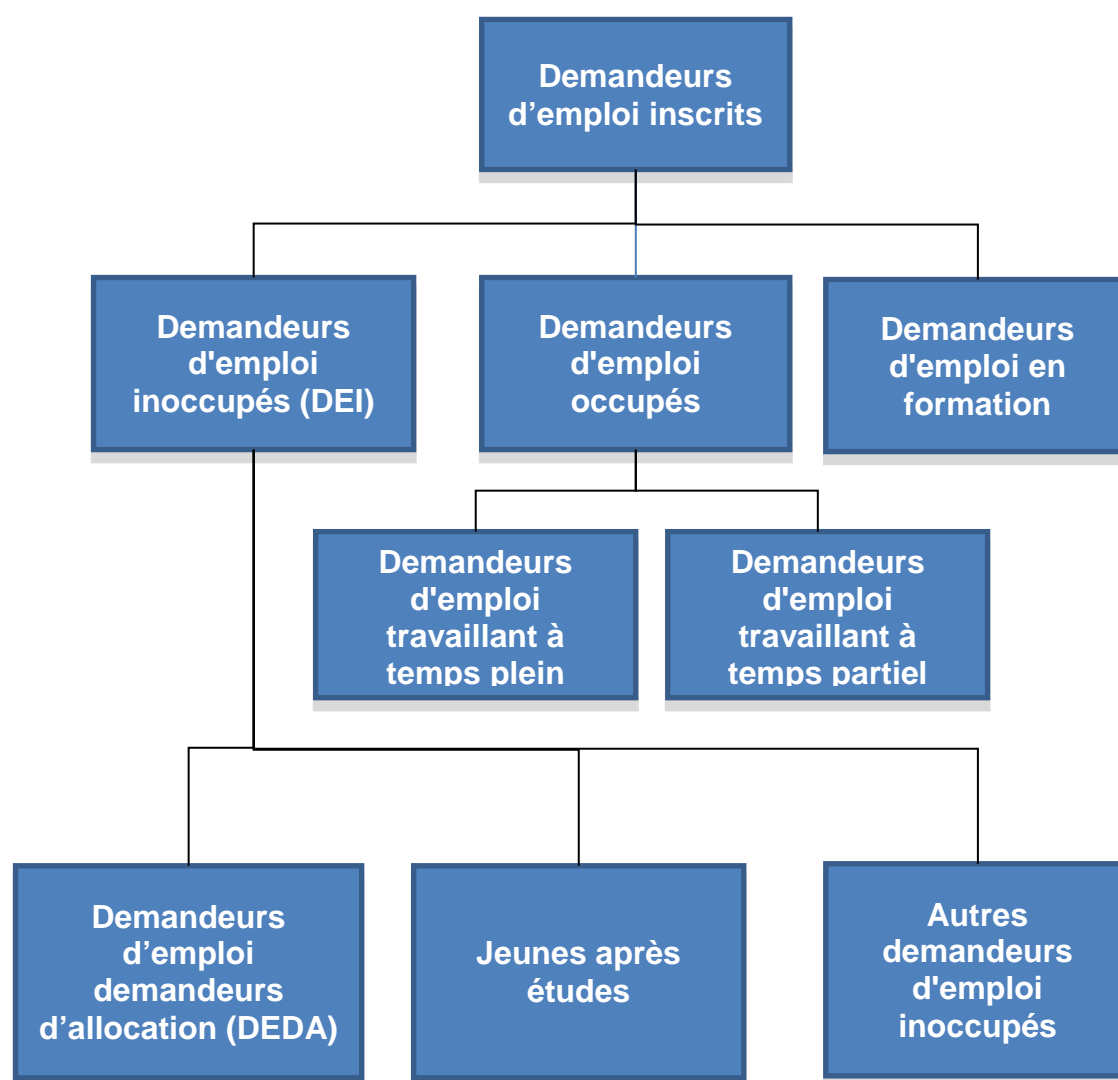 Demandeurs
d’emploi inscrits
Demandeurs
d'emploi
inoccupés (DEI)
Demandeurs
d'emploi
occupés
Demandeurs
d'emploi en
formation
Demandeurs
d'emploi
travaillant à
temps plein
Demandeurs
d'emploi
travaillant à
temps partiel
Demandeurs
d’emploi
demandeurs
d’allocation (DEDA)
Jeunes après
études
Autres
demandeurs
d'emploi
inoccupés